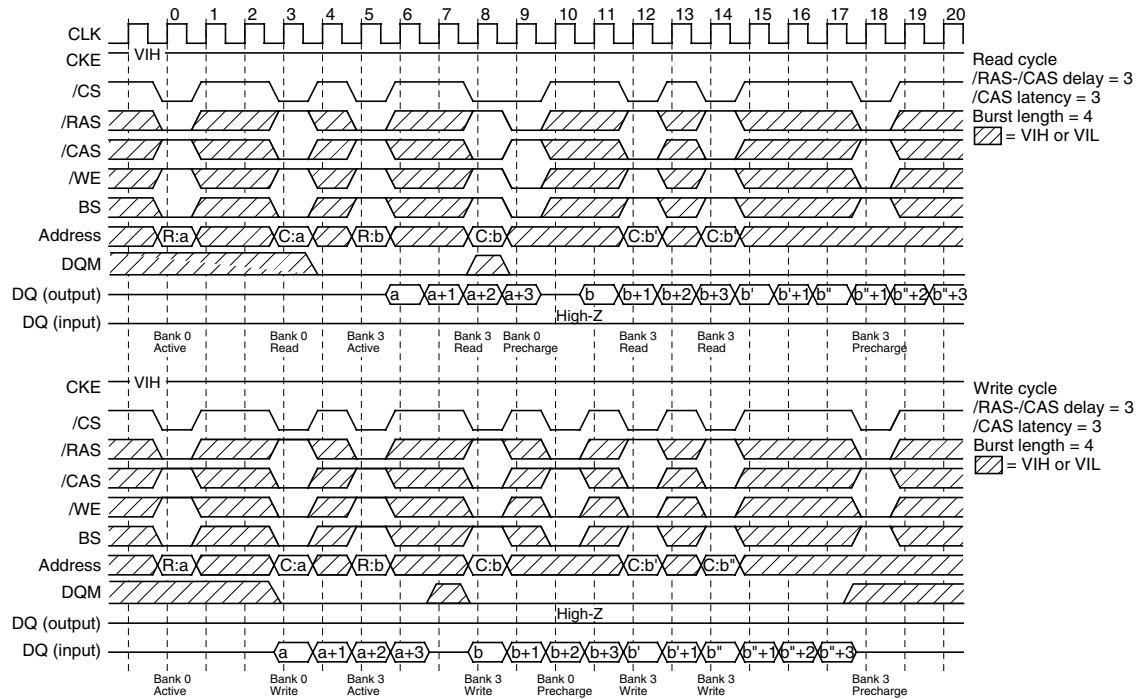 0 1 2 3 4 5 6 7 8 9 10 11 12 13 14 15 16 17 18 19 20
CLK
CKE VIH
/CS
/RAS
/CAS
/WE
BS
Address R:a C:a R:b C:b C:b' C:b"
DQM
DQ (output) a a+1 a+2 a+3 b b+1 b+2 b+3 b' b'+1 b" b"+1 b"+2 b"+3
DQ (input) High-Z
Bank 0 Active
Bank 0 Read
Bank 3 Active
Bank 3 Read
Bank 0 Precharge
Bank 3 Read
Bank 3 Read
Bank 3 Precharge
Read cycle
/RAS-/CAS delay = 3
/CAS latency = 3
Burst length = 4
= VIH or VIL
CKE VIH
/CS
/RAS
/CAS
/WE
BS
Address R:a C:a R:b C:b C:b' C:b"
DQM
High-Z
DQ (output)
DQ (input) a a+1 a+2 a+3 b b+1 b+2 b+3 b' b'+1 b" b"+1 b"+2 b"+3
Bank 0 Active
Bank 0 Write
Bank 3 Active
Bank 3 Write
Bank 0 Precharge
Bank 3 Write
Bank 3 Write
Bank 3 Precharge
Write cycle
/RAS-/CAS delay = 3
/CAS latency = 3
Burst length = 4
= VIH or VIL